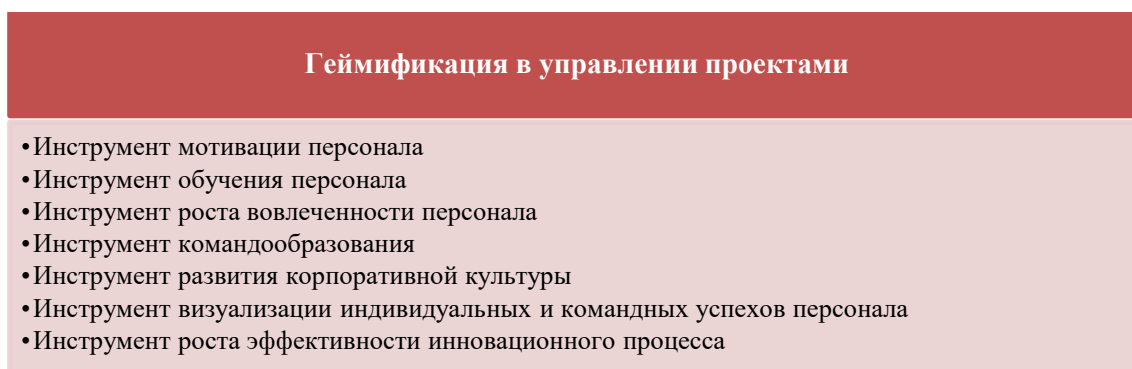 Геймификация в управлении проектами
•Инструмент мотивации персонала
•Инструмент обучения персонала
•Инструмент роста вовлеченности персонала
•Инструмент командообразования
•Инструмент развития корпоративной культуры
•Инструмент визуализации индивидуальных и командных успехов персонала
•Инструмент роста эффективности инновационного процесса